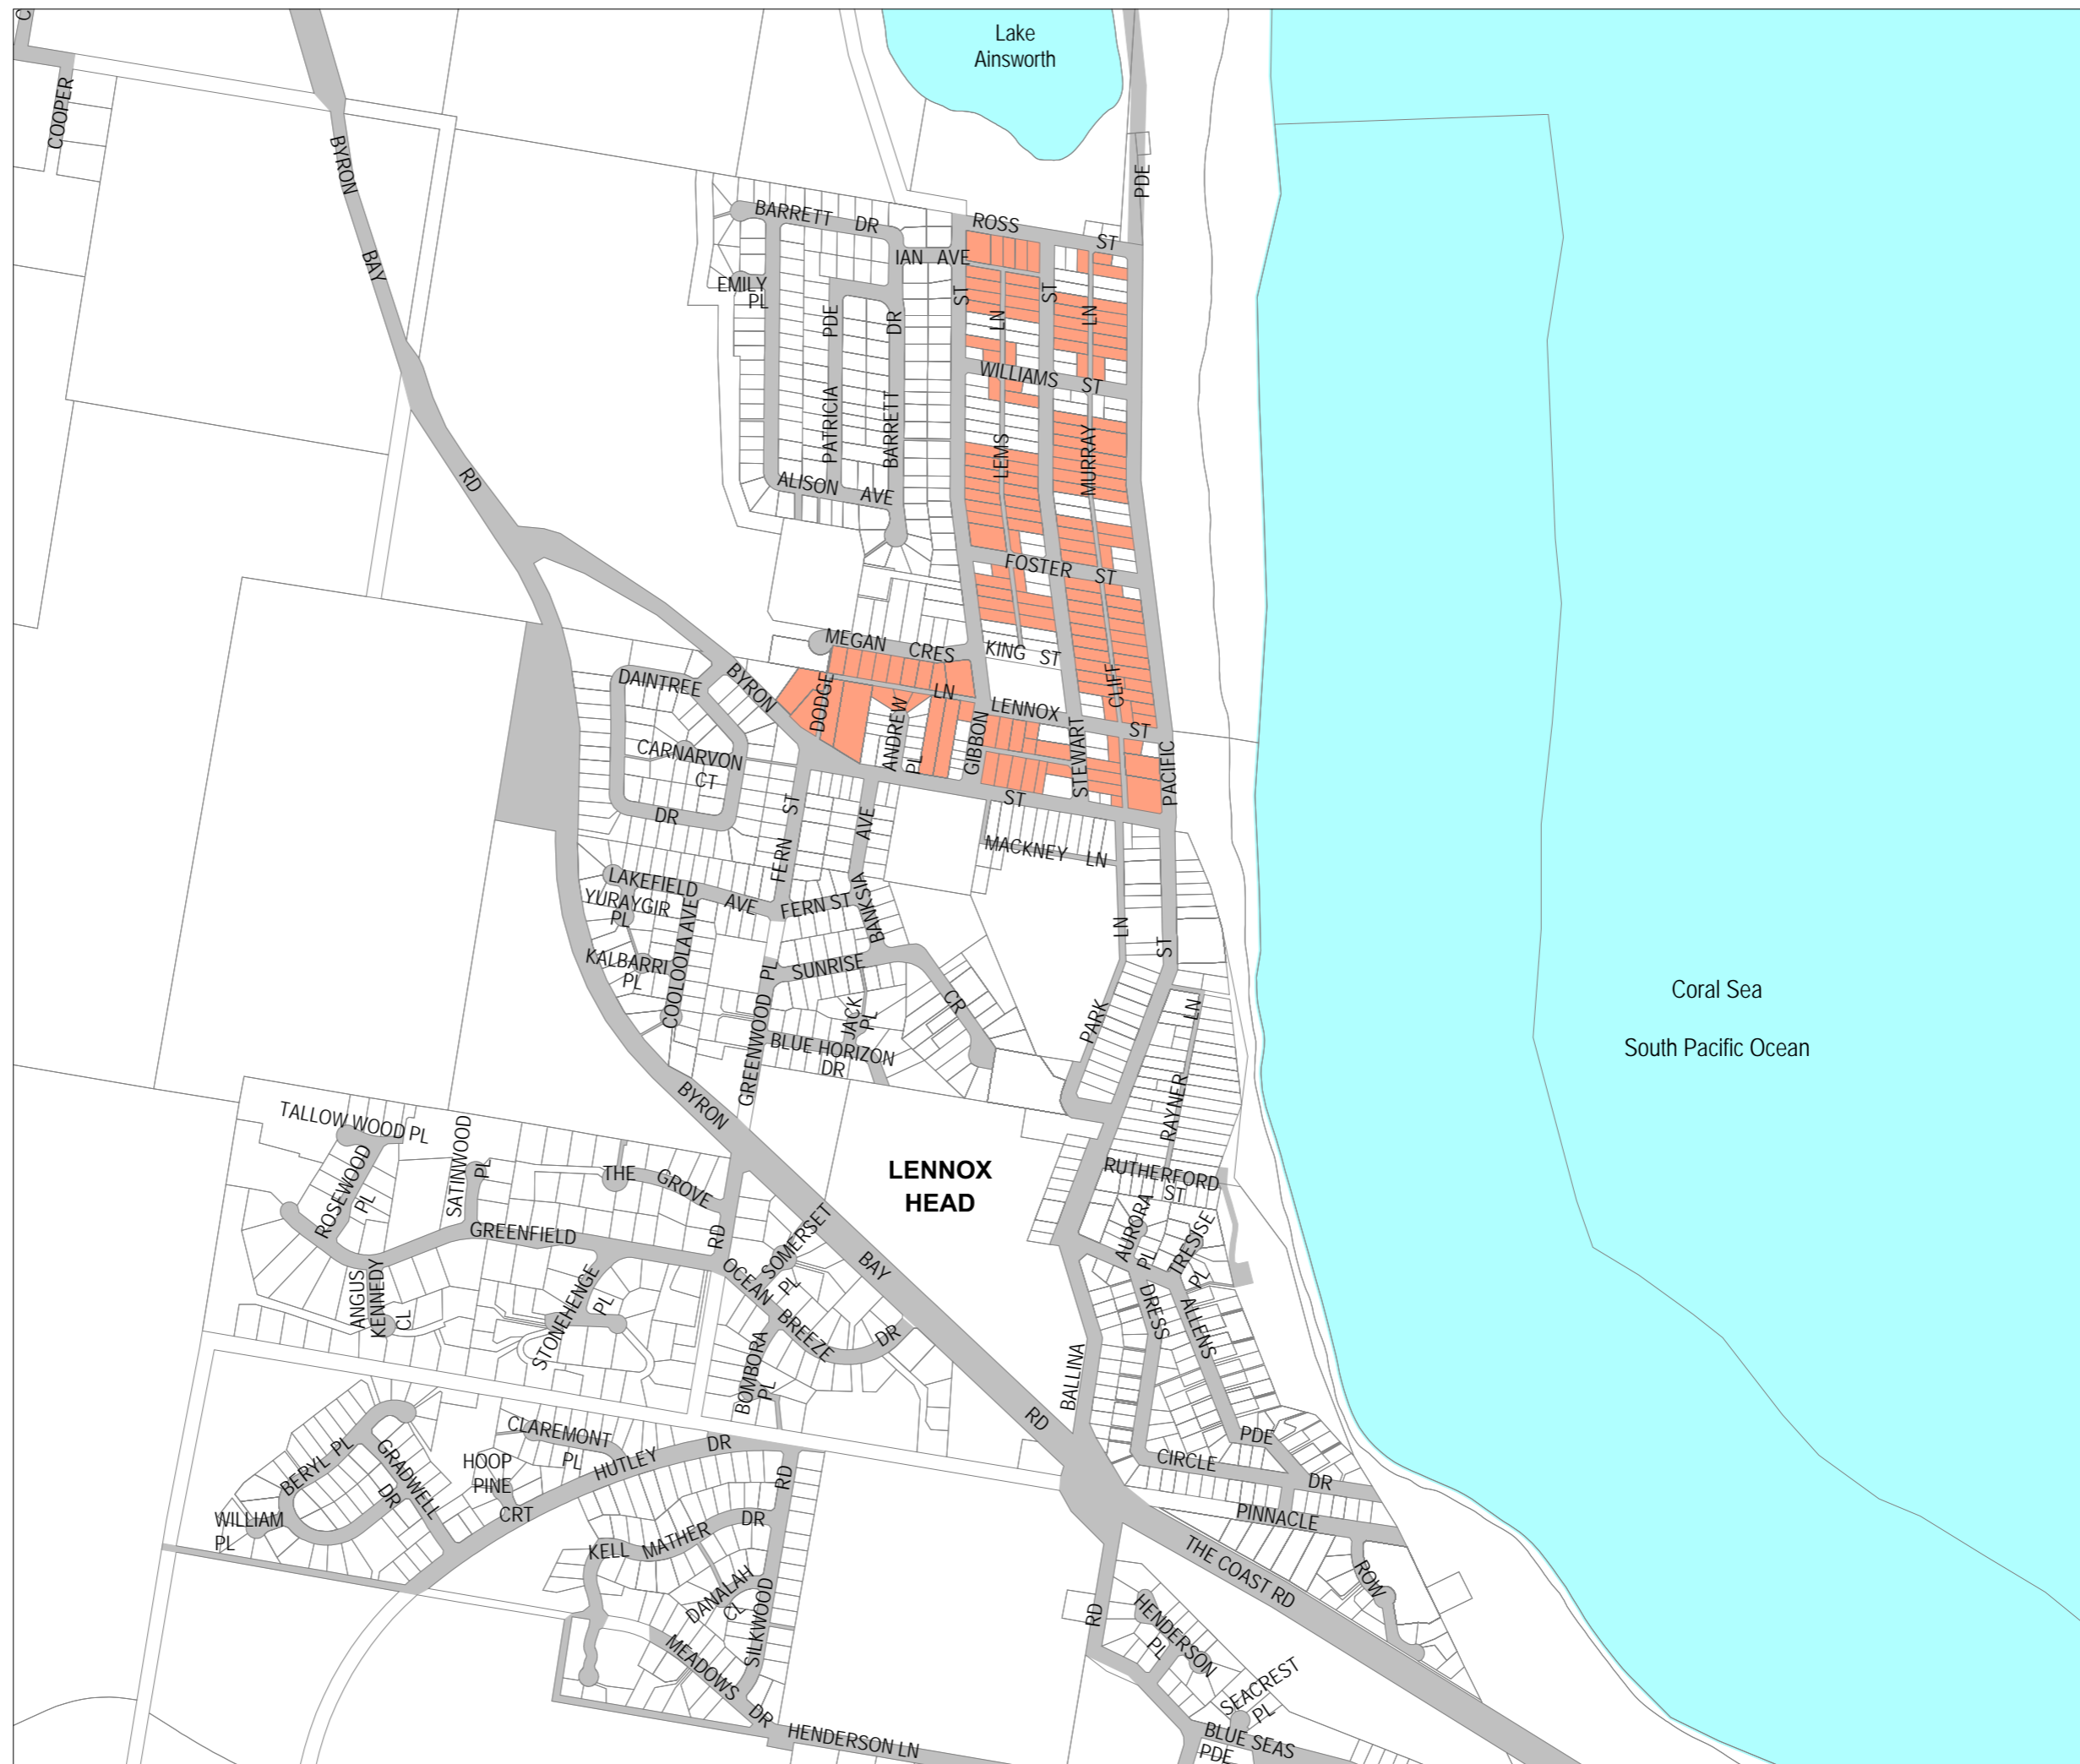 C
Lake
Ainsworth
COOPER
BYRON
BAY
RD
PDE
BARRETT DR
ROSS
ST
IAN AVE
EMILY
PL
ST
ST
LN
LN
PDE
DR
WILLIAMS ST
PATRICIA
BARRETT
LEMS
MURRAY
ALISON AVE
FOSTER ST
MEGAN CRES
KING ST
DAINTREE
BYRON
DODGE
LN
ANDREW
PL
GIBBON
LENNOX
ST
CLIFF
STEWART
PACIFIC
CARNARVON
CT
DR
ST
ST
AVE
FERN
MACKNEY LN
LAKEFIELD
AVE
YURAYGIR
PL
FERN ST
BANKSIA
LN
ST
KALBARRI
PL
COOLOOLA AVE
SUNRISE
CR
GREENWOOD PL
JACK
PL
BLUE HORIZON
DR
PARK
LN
RAYNER
Coral Sea
South Pacific Ocean
BYRON
TALLOW WOOD PL
ROSEWOOD
PL
SATINWOOD
PL
THE GROVE
LENNOX
HEAD
RUTHERFORD
ST
AURORA
PL
TRESISE
PL
GREENFIELD
RD
SOMERSET
PL
BAY
OCEAN
BREEZE
DR
ANGUS
KENNEDY
CL
STONEHENGE
PL
BOMBORA
PL
DRESS
ALLENS
BALLINA
RD
PDE
CIRCLE
DR
CLAREMONT
PL
HUTLEY
DR
BERYL PL
GRADWELL
DR
HOOP
PINE
CRT
RD
WILLIAM
PL
PINNACLE
ROW
THE COAST RD
KELL MATHER
DR
DANALAH
CL
SILKWOOD
MEADOWS
DR
RD
HENDERSON
PL
SEACREST
PL
HENDERSON LN
BLUE SEAS
PDE